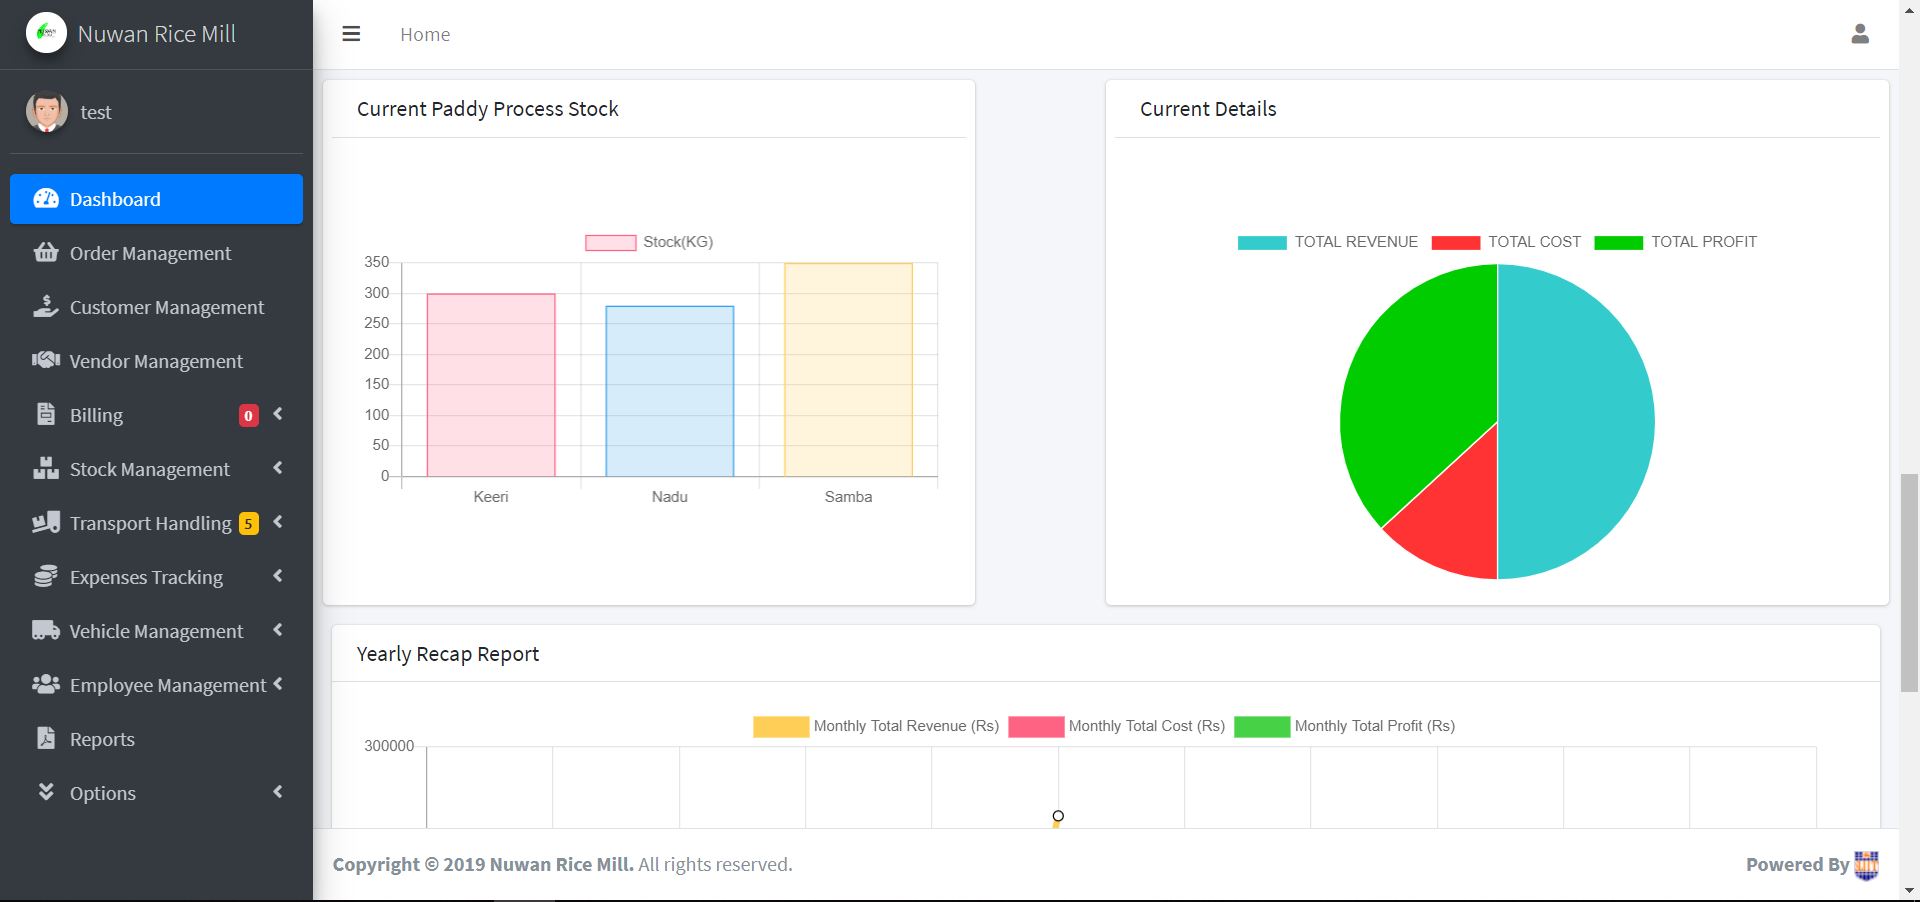 Nuwan Rice Mill
Home
test
Dashboard
Order Management
Customer Management
Vendor Management
Billing 0
Stock Management
Transport Handling 5
Expenses Tracking
Vehicle Management
Employee Management
Reports
Options
Current Paddy Process Stock
Stock(KG)
350
300
250
200
150
100
50
0
Keeri Nadu Samba
Current Details
TOTAL REVENUE TOTAL COST TOTAL PROFIT
Yearly Recap Report
Monthly Total Revenue (Rs) Monthly Total Cost (Rs) Monthly Total Profit (Rs)
300000
Copyright © 2019 Nuwan Rice Mill. All rights reserved.
Powered By